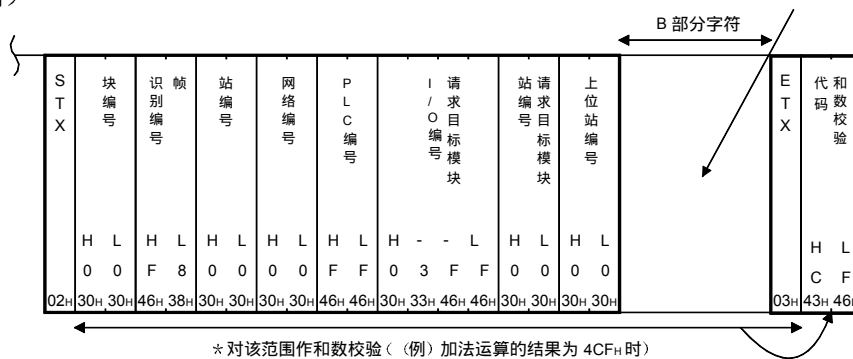 B 部分字符
STX
块编号
帧识别编号
站编号
网络编号
PLC编号
请求目标模块I/O编号
请求目标模块站编号
上位站编号
ETX
和数校验代码
H L H L H L H L H L H - - L H L H L H L
0 0 F 8 0 0 0 0 F F 0 3 F F 0 0 0 0 C F
02H 30H 30H 46H 38H 30H 30H 30H 30H 46H 46H 30H 33H 46H 46H 30H 30H 30H 30H 03H 43H 46H
*对该范围作和数校验((例)加法运算的结果为 4CFH 时)